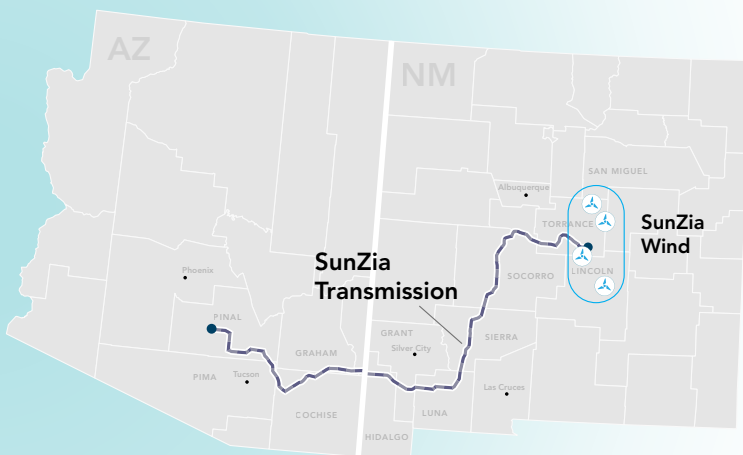 AZ
NM
SAN MIGUEL
Albuquerque
TORRANCE
SunZia
Wind
SunZia
Transmission
Phoenix
SOCORRO
LINCOLN
PINAL
GRANT
SIERRA
Silver City
GRAHAM
PIMA
Tucson
Las Cruces
COCHISE
LUNA
HIDALGO